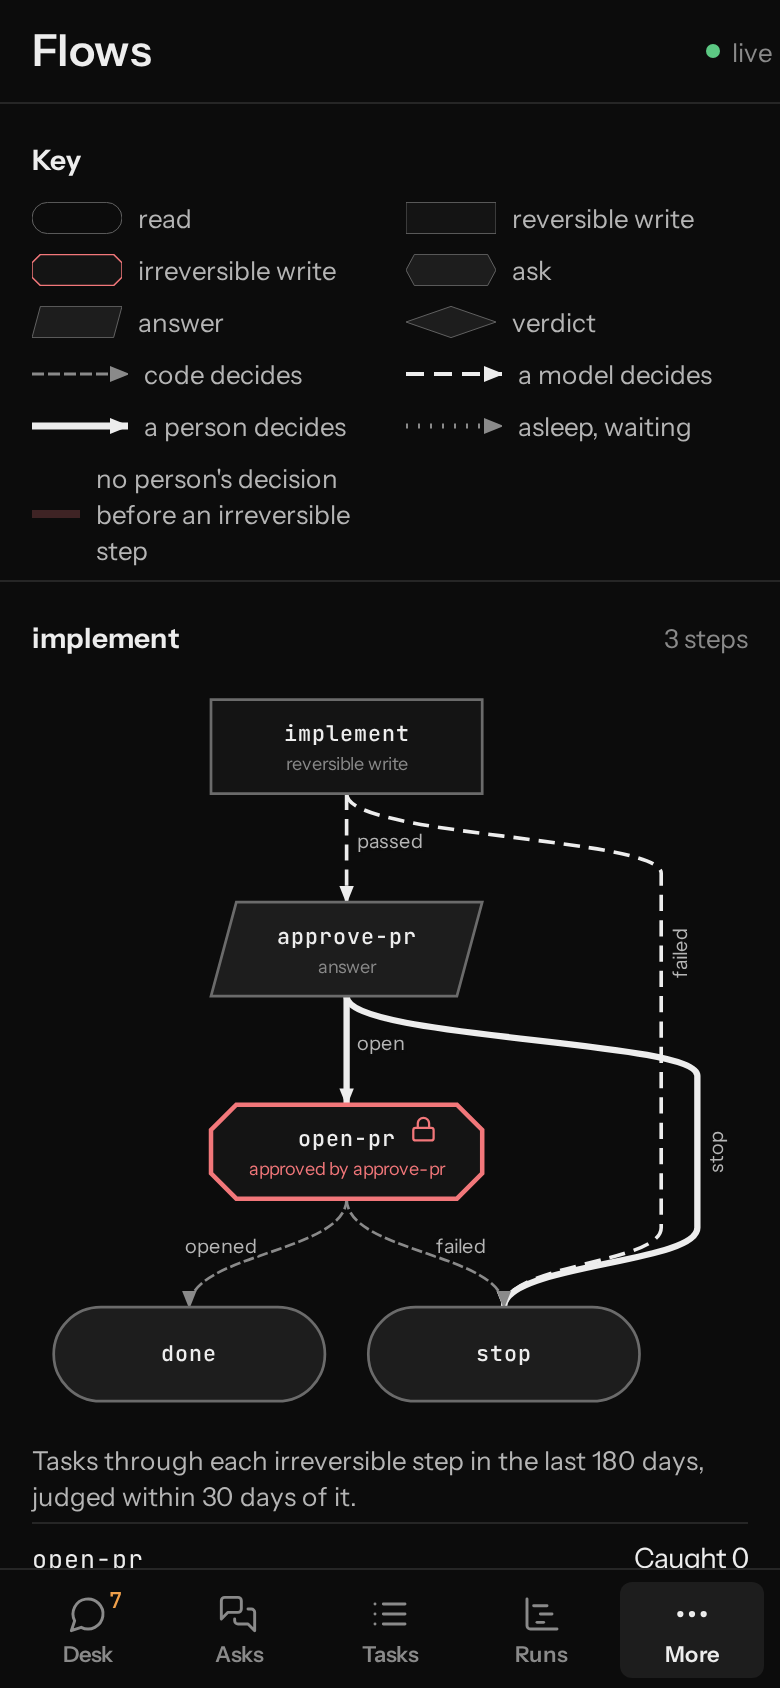 Flows
live
Key
read
reversible write
irreversible write
ask
answer
verdict
code decides
a model decides
a person decides
asleep, waiting
no person's decision
before an irreversible
step
implement
3 steps
implement
reversible write
passed
approve-pr
answer
failed
open
open-pr
approved by approve-pr
stop
opened
failed
done
stop
Tasks through each irreversible step in the last 180 days,
judged within 30 days of it.
open-pr
Caught 0
7
Desk
Asks
Tasks
Runs
More